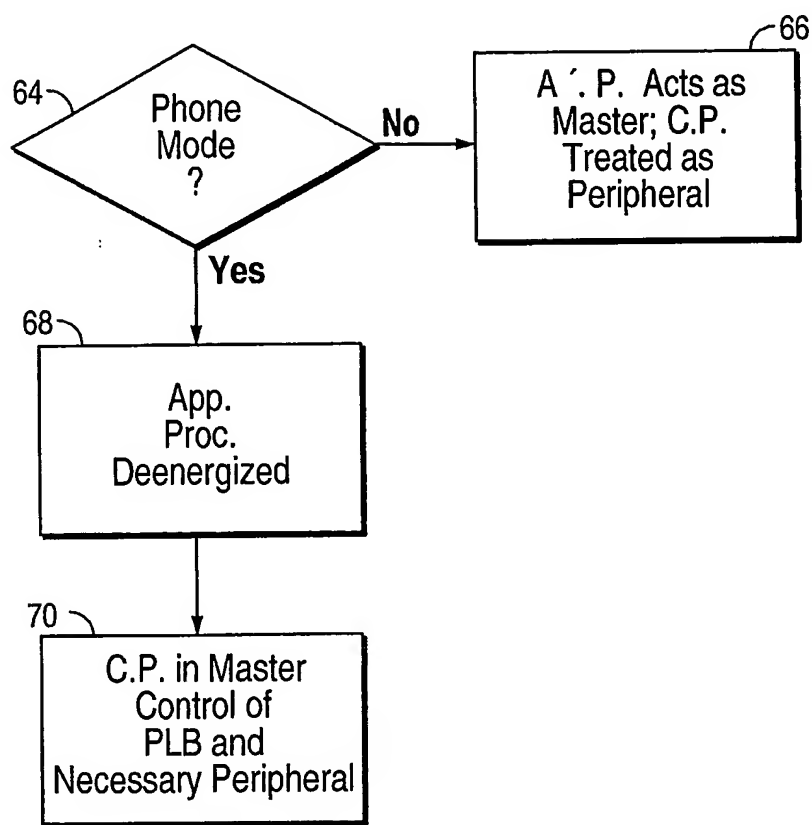 64
Phone
Mode
?
No
66
A ´. P. Acts as
Master; C.P.
Treated as
Peripheral
Yes
68
App.
Proc.
Deenergized
70
C.P. in Master
Control of
PLB and
Necessary Peripheral